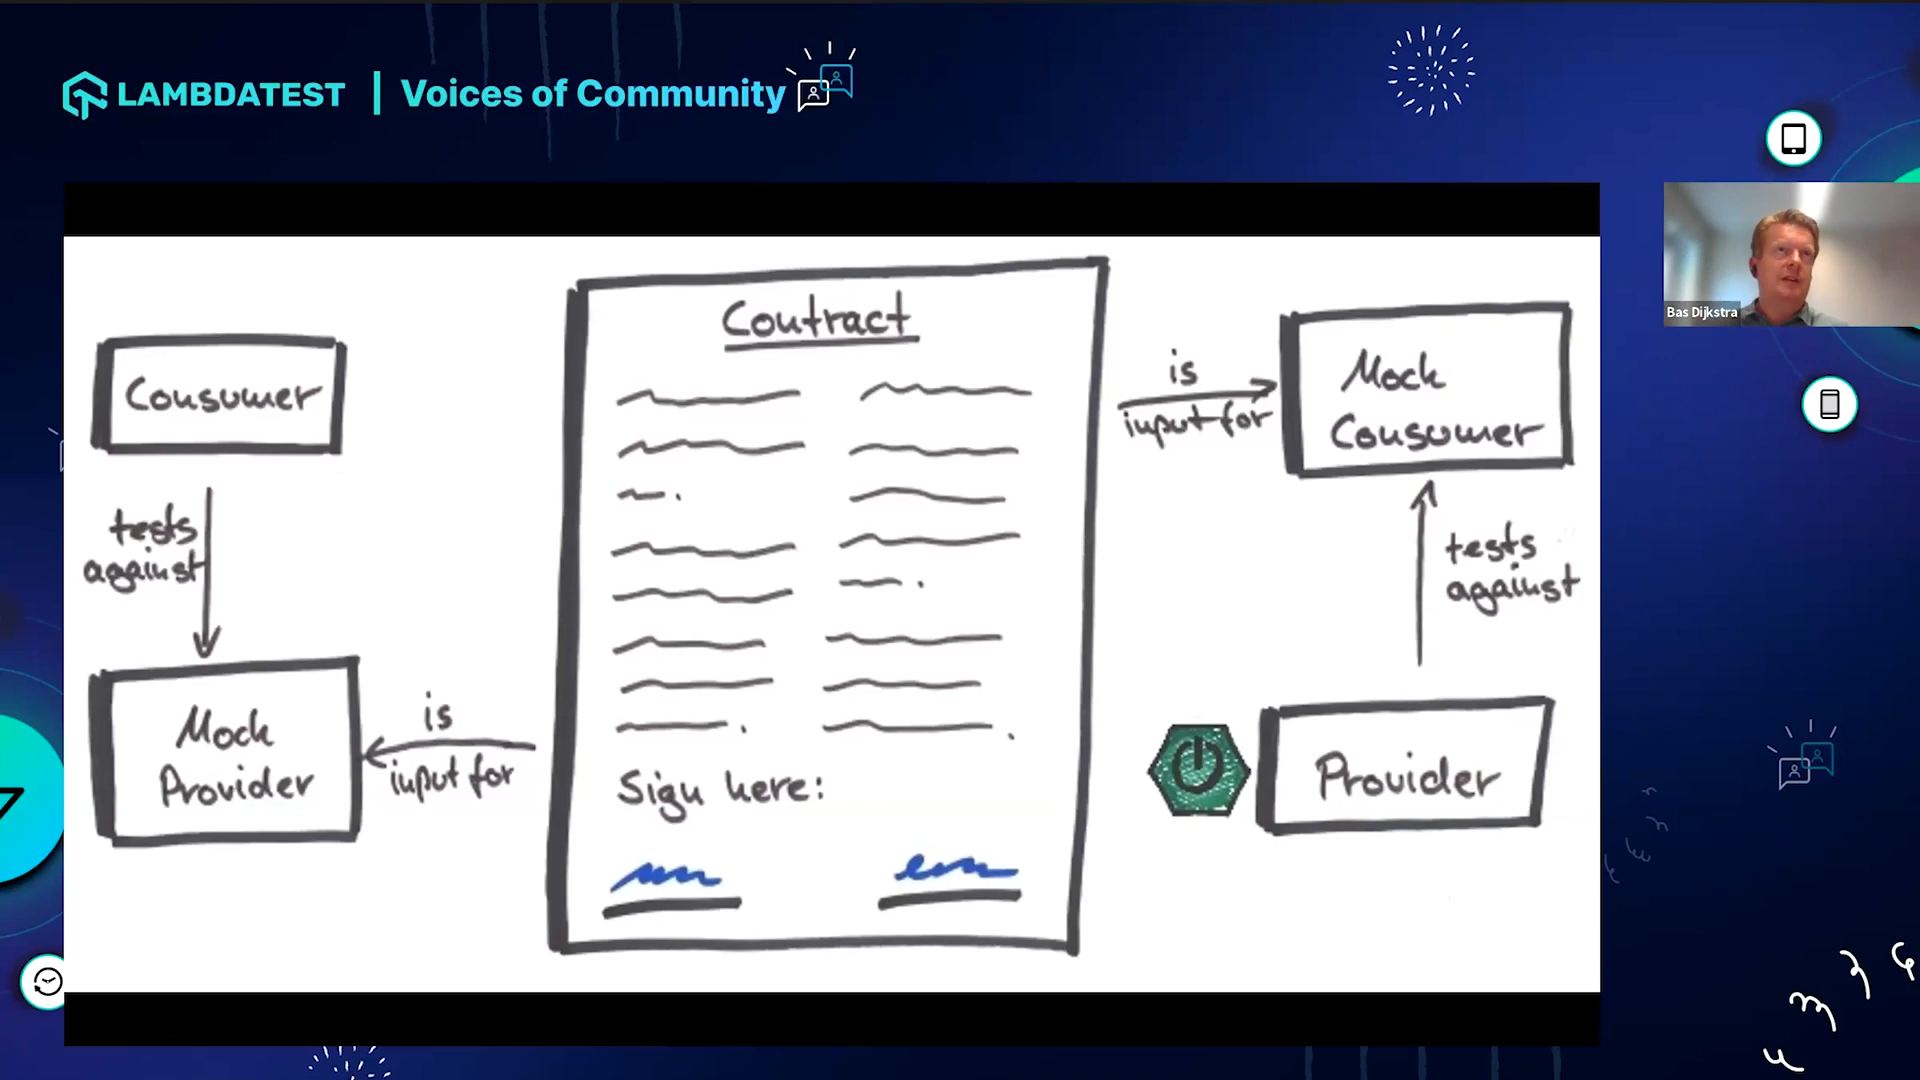 LAMBDATEST | Voices of Community
Bas Dijkstra
Contract
Consumer
tests
against
Mock
Provider
is
input for
Sign here:
is
input for
Mock
Consumer
tests
against
Provider